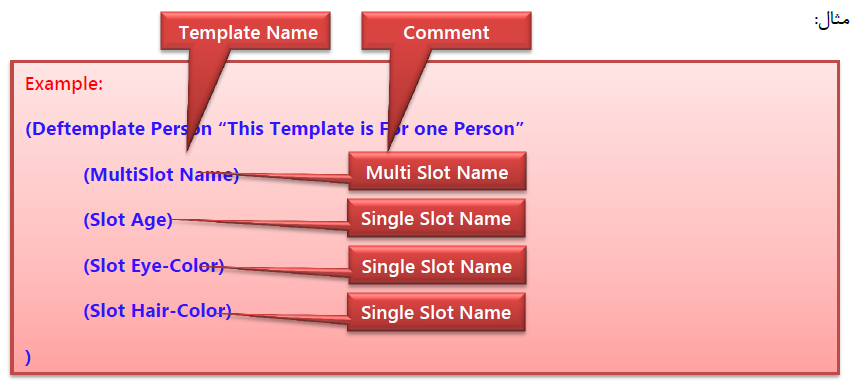 مثال:
Template Name
Comment
Example:
(Deftemplate Person “This Template is For one Person”
(MultiSlot Name)
Multi Slot Name
(Slot Age)
Single Slot Name
(Slot Eye-Color)
Single Slot Name
(Slot Hair-Color)
Single Slot Name
)